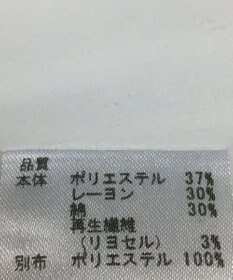 品質
本体 ポリエステル 37%
レーヨン 30%
綿 30%
再生繊維
(リヨセル) 3%
別布 ポリエステル 100%